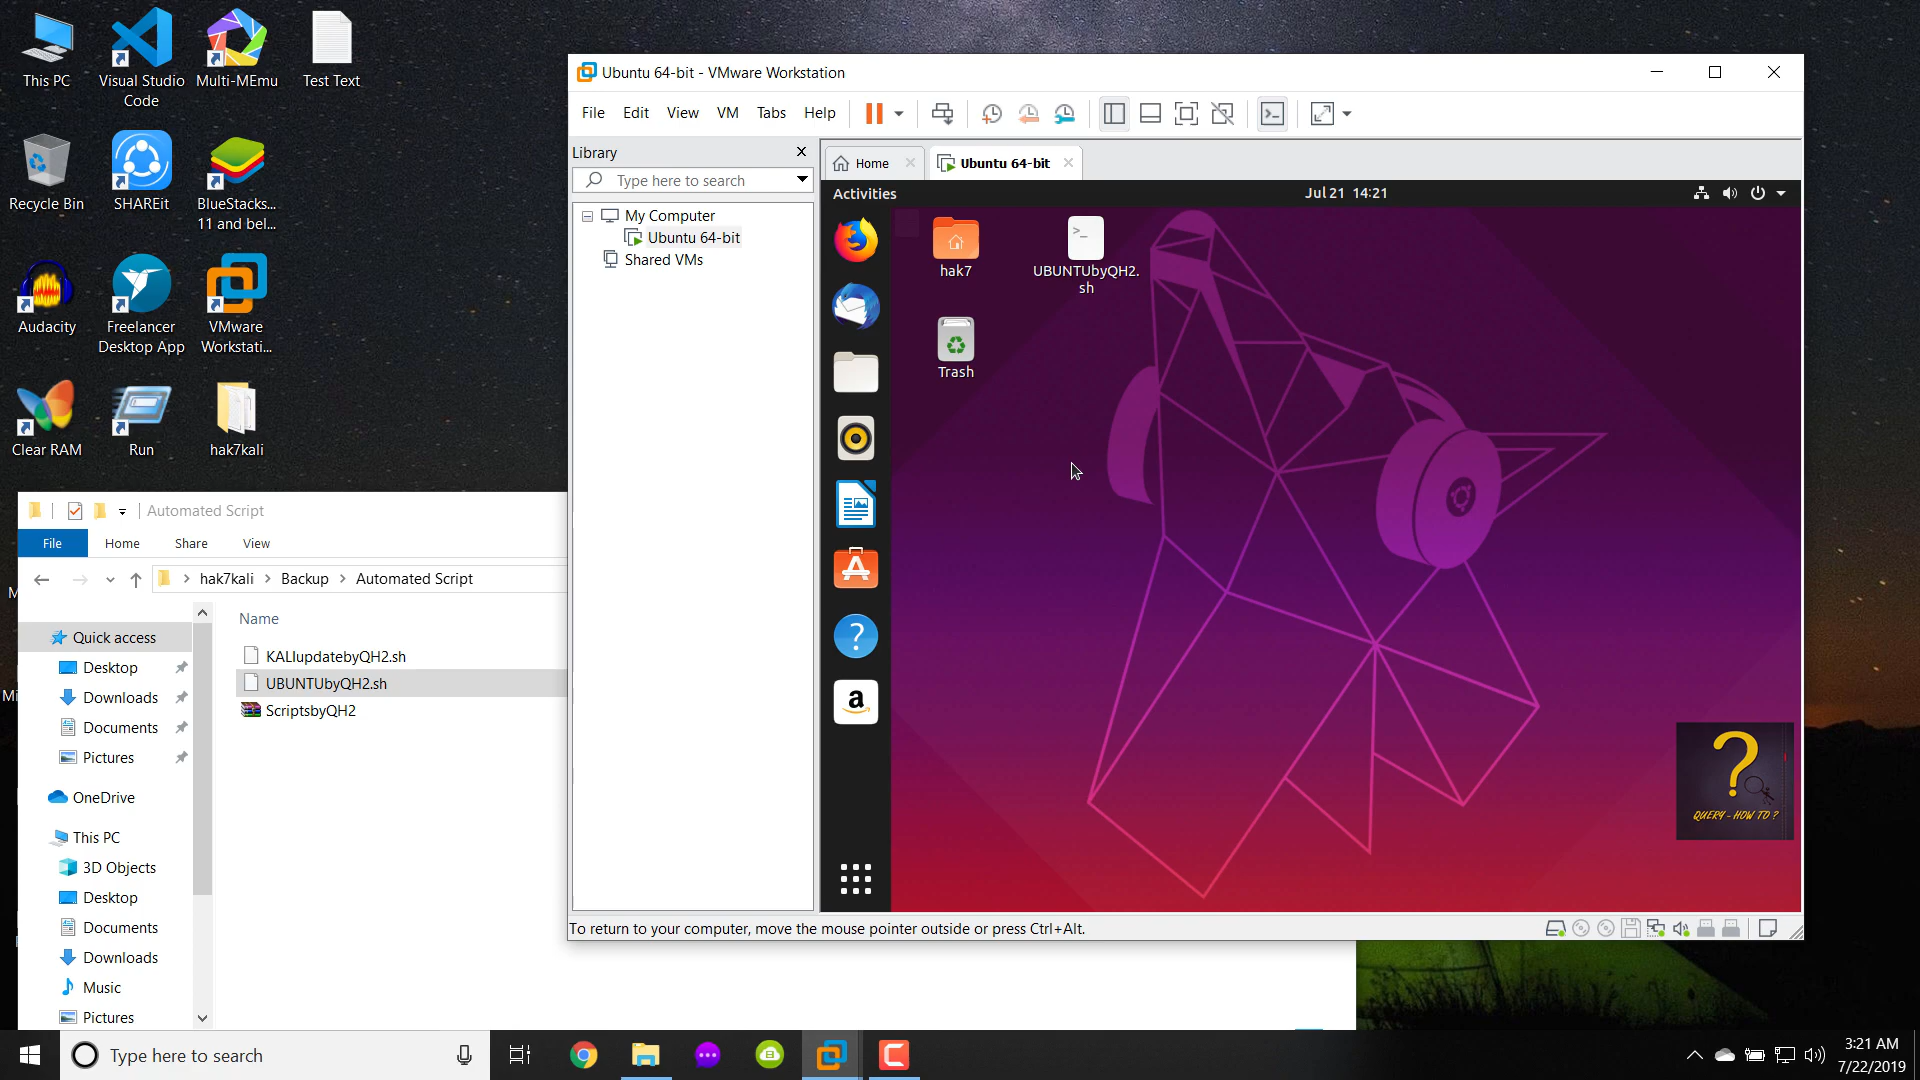 This PC
Visual Studio
Code
Multi-MEmu
Test Text
Recycle Bin
SHAREit
BlueStacks...
11 and bel...
Audacity
Freelancer
Desktop App
VMware
Workstati...
Clear RAM
Run
hak7kali
Automated Script
File
Home
Share
View
hak7kali > Backup > Automated Script
Name
Quick access
Desktop
Downloads
Documents
Pictures
OneDrive
This PC
3D Objects
Desktop
Documents
Downloads
Music
Pictures
KALIupdatebyQH2.sh
UBUNTUbyQH2.sh
ScriptsbyQH2
Ubuntu 64-bit - VMware Workstation
File
Edit
View
VM
Tabs
Help
Library
Type here to search
My Computer
Ubuntu 64-bit
Shared VMs
Home
Ubuntu 64-bit
Activities
Jul 21 14:21
hak7
UBUNTUbyQH2.
sh
Trash
QUERY - HOW TO ?
To return to your computer, move the mouse pointer outside or press Ctrl+Alt.
Type here to search
3:21 AM
7/22/2019